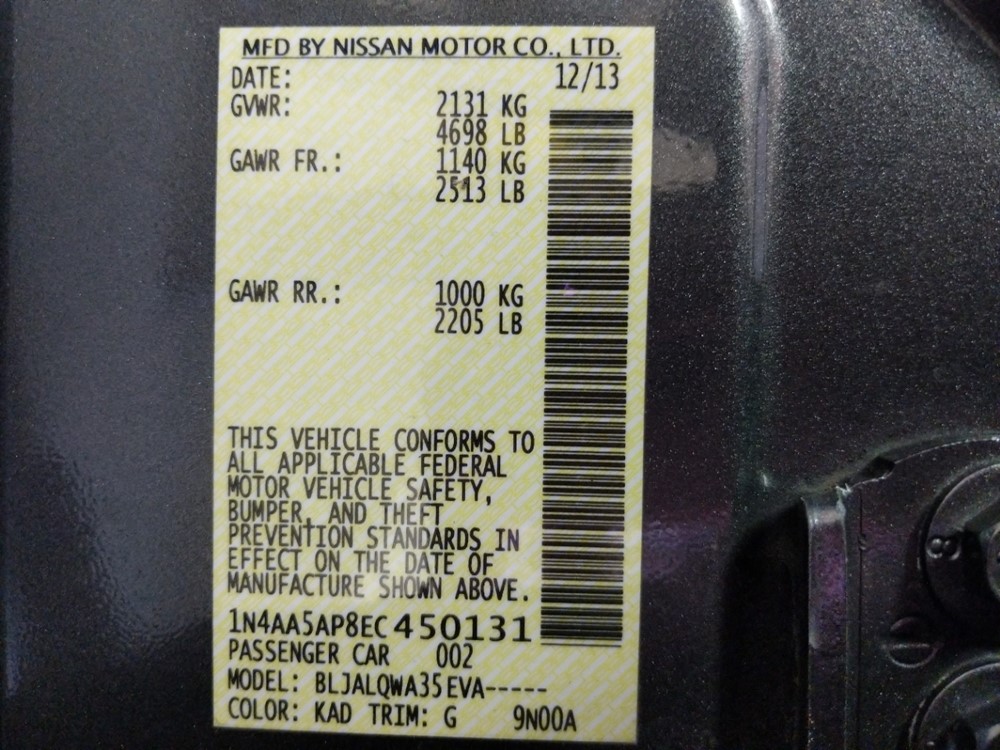 MFD BY NISSAN MOTOR CO., LTD.
DATE: 12/13
GVWR: 2131 KG
4698 LB
GAWR FR.: 1140 KG
2513 LB
GAWR RR.: 1000 KG
2205 LB
THIS VEHICLE CONFORMS TO
ALL APPLICABLE FEDERAL
MOTOR VEHICLE SAFETY,
BUMPER, AND THEFT
PREVENTION STANDARDS IN
EFFECT ON THE DATE OF
MANUFACTURE SHOWN ABOVE.
1N4AA5AP8EC450131
PASSENGER CAR 002
MODEL: BLJALQWA35EVA-----
COLOR: KAD TRIM: G 9N00A
8